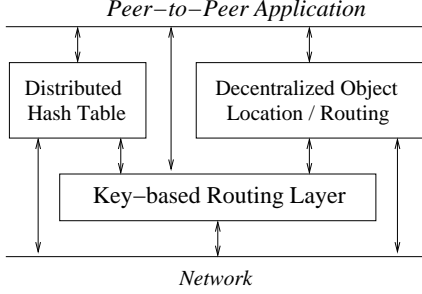 Peer−to−Peer Application
Distributed
Hash Table
Decentralized Object
Location / Routing
Key−based Routing Layer
Network